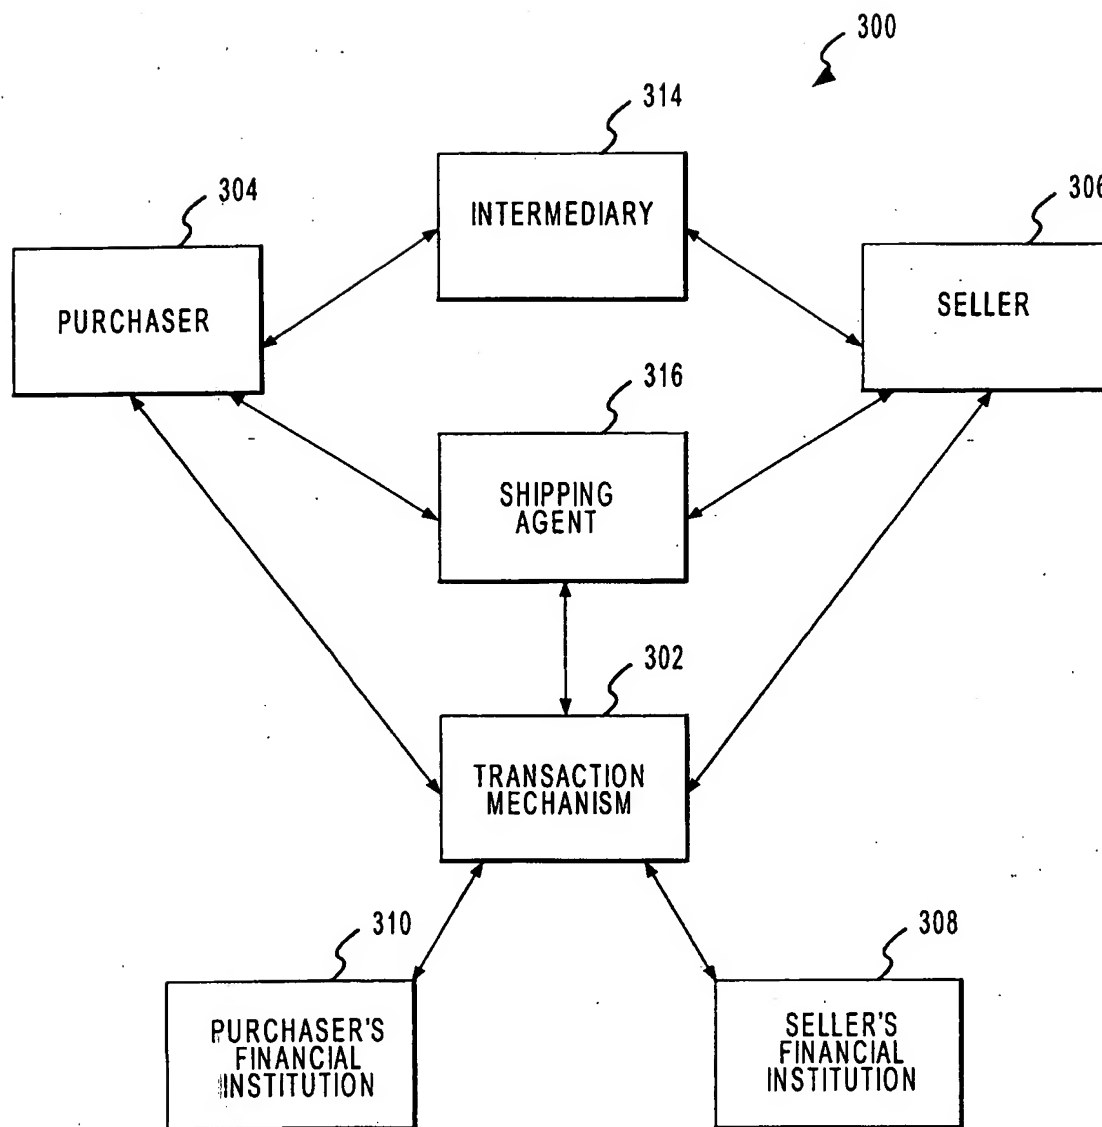 300
314
INTERMEDIARY
304
PURCHASER
306
SELLER
316
SHIPPING
AGENT
302
TRANSACTION
MECHANISM
310
PURCHASER'S
FINANCIAL
INSTITUTION
308
SELLER'S
FINANCIAL
INSTITUTION